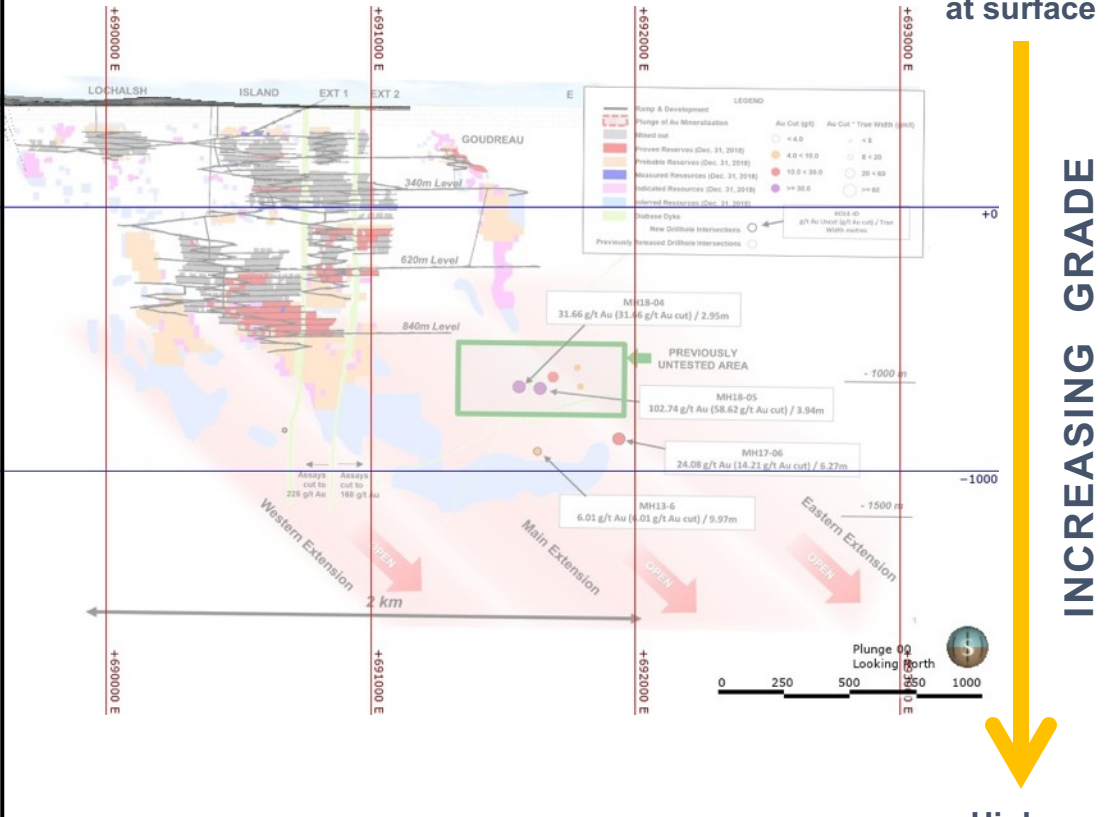 at surface
+690000 E
+691000 E
+692000 E
+693000 E
LOCHALSH
ISLAND
EXT 1
EXT 2
E
GOUDREAU
LEGEND
Ramp & Development
Plunge of Au Mineralization
Mined out
Proven Reserves (Dec. 31, 2018)
Probable Reserves (Dec. 31, 2018)
Measured Resources (Dec. 31, 2018)
Indicated Resources (Dec. 31, 2018)
Inferred Resources (Dec. 31, 2018)
Diabase Dyke
New Drillhole Intersections
Previously Released Drillhole Intersections
Au Cut (g/t)
< 4.0
4.0 < 10.0
10.0 < 30.0
>= 30.0
Au Cut * True Width (gm/t)
< 8
8 < 20
20 < 60
>= 60
HOLE-ID
g/t Au Uncut (g/t Au cut) / True
Width metres
340m Level
+0
620m Level
840m Level
MH18-04
31.66 g/t Au (31.66 g/t Au cut) / 2.95m
PREVIOUSLY
UNTESTED AREA
- 1000 m
MH18-05
102.74 g/t Au (58.62 g/t Au cut) / 3.94m
MH17-06
24.08 g/t Au (14.21 g/t Au cut) / 6.27m
−1000
Assays
cut to
225 g/t Au
Assays
cut to
160 g/t Au
MH13-6
6.01 g/t Au (6.01 g/t Au cut) / 9.97m
- 1500 m
Western Extension
OPEN
Main Extension
OPEN
Eastern Extension
OPEN
2 km
1
Plunge 00
Looking North
S
0 250 500 750 1000
+690000 E
+691000 E
+692000 E
+693000 E
INCREASING GRADE